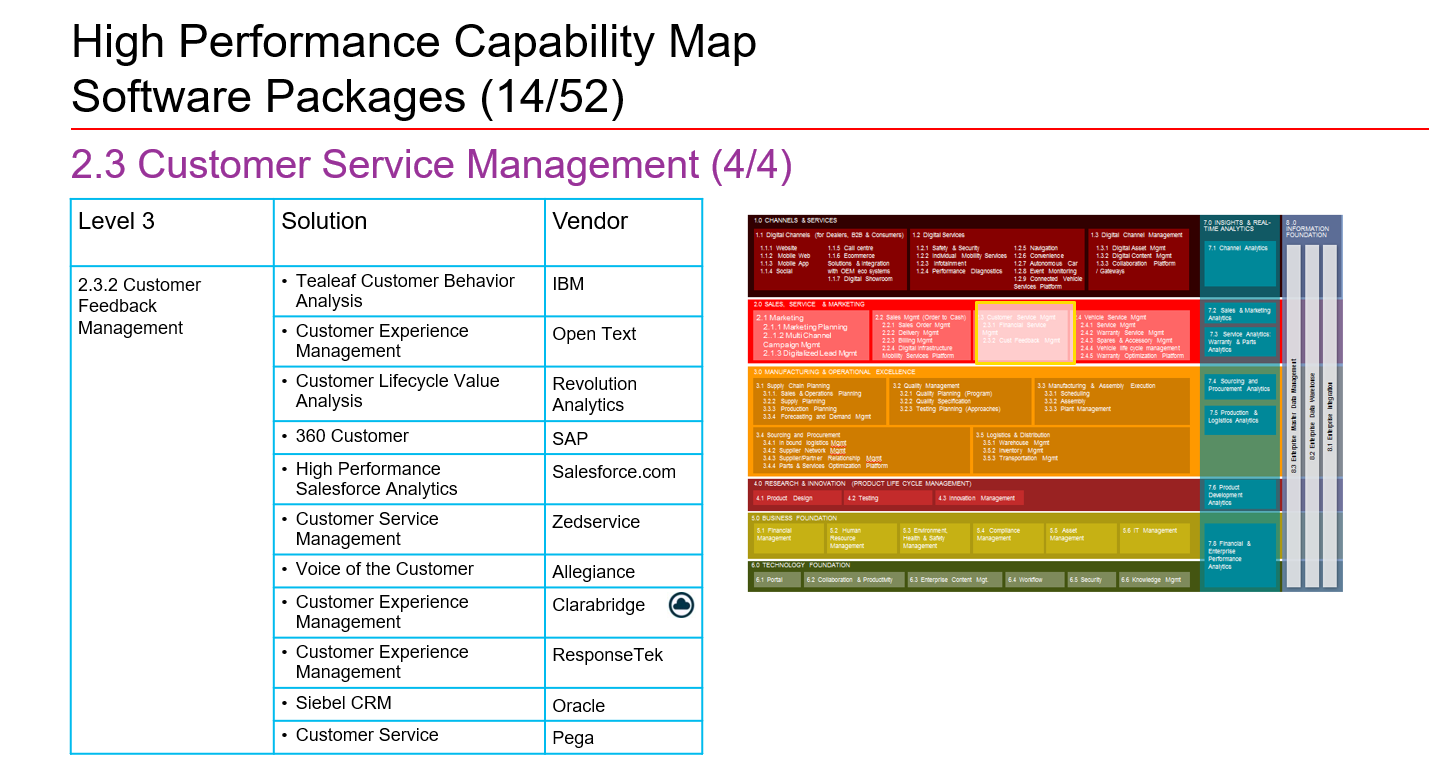 High Performance Capability Map
Software Packages (14/52)
2.3 Customer Service Management (4/4)
Level 3
Solution
Vendor
2.3.2 Customer
Feedback
Management
• Tealeaf Customer Behavior
Analysis
IBM
• Customer Experience
Management
Open Text
• Customer Lifecycle Value
Analysis
Revolution
Analytics
• 360 Customer
SAP
• High Performance
Salesforce Analytics
Salesforce.com
• Customer Service
Management
Zedservice
• Voice of the Customer
Allegiance
• Customer Experience
Management
Clarabridge
• Customer Experience
Management
ResponseTek
• Siebel CRM
Oracle
• Customer Service
Pega
1.0 CHANNELS & SERVICES
1.1 Digital Channels (for Dealers, B2B & Consumers)
1.1.1 Website
1.1.2 Mobile Web
1.1.3 Mobile App
1.1.4 Social
1.1.5 Call centre
1.1.6 Ecommerce
Solutions & Integration
with OEM eco systems
1.1.7 Digital Showroom
1.2 Digital Services
1.2.1 Safety & Security
1.2.2 Individual Mobility Services
1.2.3 Infotainment
1.2.4 Performance Diagnostics
1.2.5 Navigation
1.2.6 Convenience
1.2.7 Autonomous Car
1.2.8 Event Monitoring
1.2.9 Connected Vehicle
Services Platform
1.3 Digital Channel Management
1.3.1 Digital Asset Mgmt
1.3.2 Digital Content Mgmt
1.3.3 Collaboration Platform
/ Gateways
2.0 SALES, SERVICE & MARKETING
2.1 Marketing
2.1.1 Marketing Planning
2..1.2 Multi Channel
Campaign Mgmt
2.1.3 Digitalized Lead Mgmt
2.2 Sales Mgmt (Order to Cash)
2.2.1 Sales Order Mgmt
2.2.2 Delivery Mgmt
2.2.3 Billing Mgmt
2.2.4 Digital Infrastructure
Mobility Services Platform
Customer Service Mgmt
Financial Service
Mgmt
Cust Feedback Mgmt
2.4 Vehicle Service Mgmt
2.4.1 Service Mgmt
2.4.2 Warranty Service Mgmt
2.4.3 Spares & Accessory Mgmt
2.4.4 Vehicle life cycle management
2.4.5 Warranty Optimization Platform
3.0 MANUFACTURING & OPERATIONAL EXCELLENCE
3.1 Supply Chain Planning
3.1.1. Sales & Operations Planning
3.2.2 Supply Planning
3.3.3 Production Planning
3.3.4 Forecasting and Demand Mgmt
3.2 Quality Management
3.2.1 Quality Planning (Program)
3.2.2 Quality Specification
3.2.3 Testing Planning (Approaches)
3.3 Manufacturing & Assembly Execution
3.3.1 Scheduling
3.3.2 Assembly
3.3.3 Plant Management
3.4 Sourcing and Procurement
3.4.1 In bound logistics Mgmt
3.4.2 Supplier Network Mgmt
3.4.3 Supplier/Partner Relationship Mgmt
3.4.4 Parts & Services Optimization Platform
3.5 Logistics & Distribution
3.5.1 Warehouse Mgmt
3.5.2 Inventory Mgmt
3.5.3 Transportation Mgmt
4.0 RESEARCH & INNOVATION (PRODUCT LIFE CYCLE MANAGEMENT)
4.1 Product Design
4.2 Testing
4.3 Innovation Management
5.0 BUSINESS FOUNDATION
5.1 Financial
Management
5.2 Human
Resource
Management
5.3 Environment,
Health & Safety
Management
5.4 Compliance
Management
5.5 Asset
Management
5.6 IT Management
6.0 TECHNOLOGY FOUNDATION
6.1 Portal
6.2 Collaboration & Productivity
6.3 Enterprise Content Mgt.
6.4 Workflow
6.5 Security
6.6 Knowledge Mgmt
7.0 INSIGHTS & REAL-
TIME ANALYTICS
7.1 Channel Analytics
7.2 Sales & Marketing
Analytics
7.3 Service Analytics:
Warranty & Parts
Analytics
7.4 Sourcing and
Procurement Analytics
7.5 Production &
Logistics Analytics
7.6 Product
Development
Analytics
7.8 Financial &
Enterprise
Performance
Analytics
8 .0
INFORMATION
FOUNDATION
8.3 Enterprise Master Data Management
8.2 Enterprise Data Warehouse
8.1 Enterprise Integration